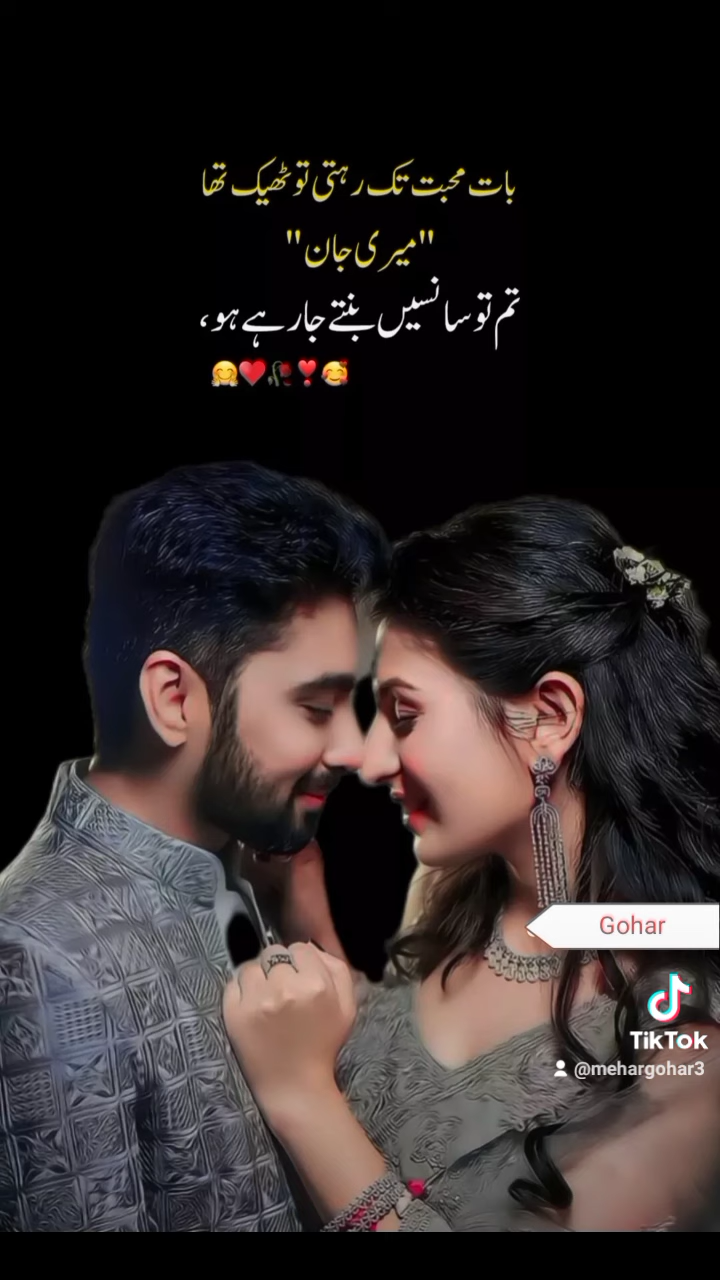 بات محبت تک رہتی تو ٹھیک تھا
"میری جان"
تم تو سانسیں بنتے جا رہے ہو،
🤗♥️🥀❣️🥰
Gohar
TikTok
@mehargohar3